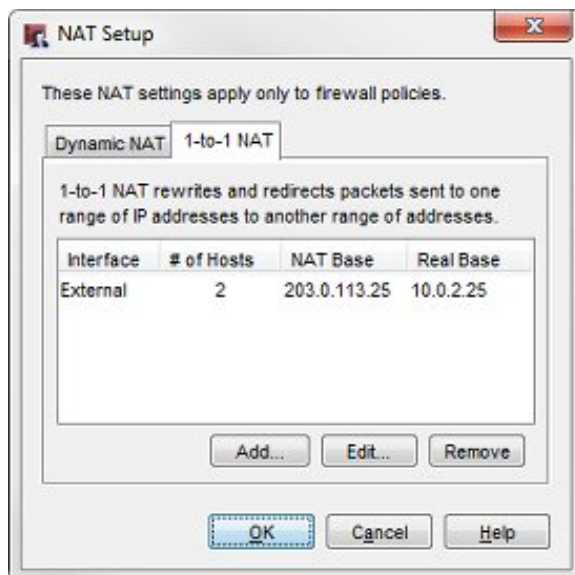 NAT Setup
These NAT settings apply only to firewall policies.
Dynamic NAT 1-to-1 NAT
1-to-1 NAT rewrites and redirects packets sent to one
range of IP addresses to another range of addresses.
Interface # of Hosts NAT Base Real Base
External 2 203.0.113.25 10.0.2.25
Add... Edit... Remove
OK Cancel Help